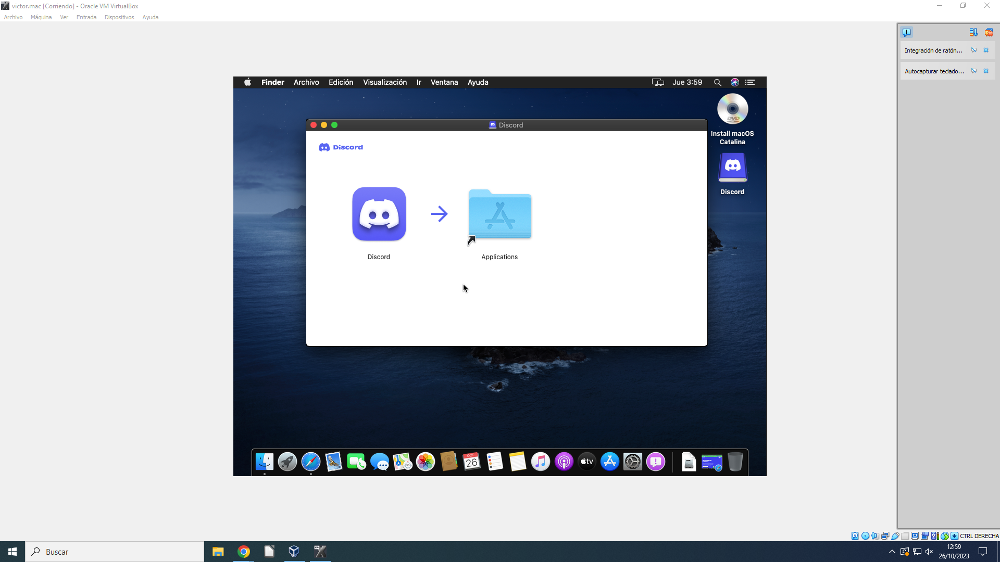 victor.mac [Corriendo] - Oracle VM VirtualBox
Archivo Máquina Ver Entrada Dispositivos Ayuda
Integración de ratón...
Autocapturar teclado...
Finder Archivo Edición Visualización Ir Ventana Ayuda Jue 3:59
DVD
Install macOS
Catalina
Discord
Discord
Discord
Discord
Applications
OCT
26
tv
CTRL DERECHA
Buscar
12:59
26/10/2023